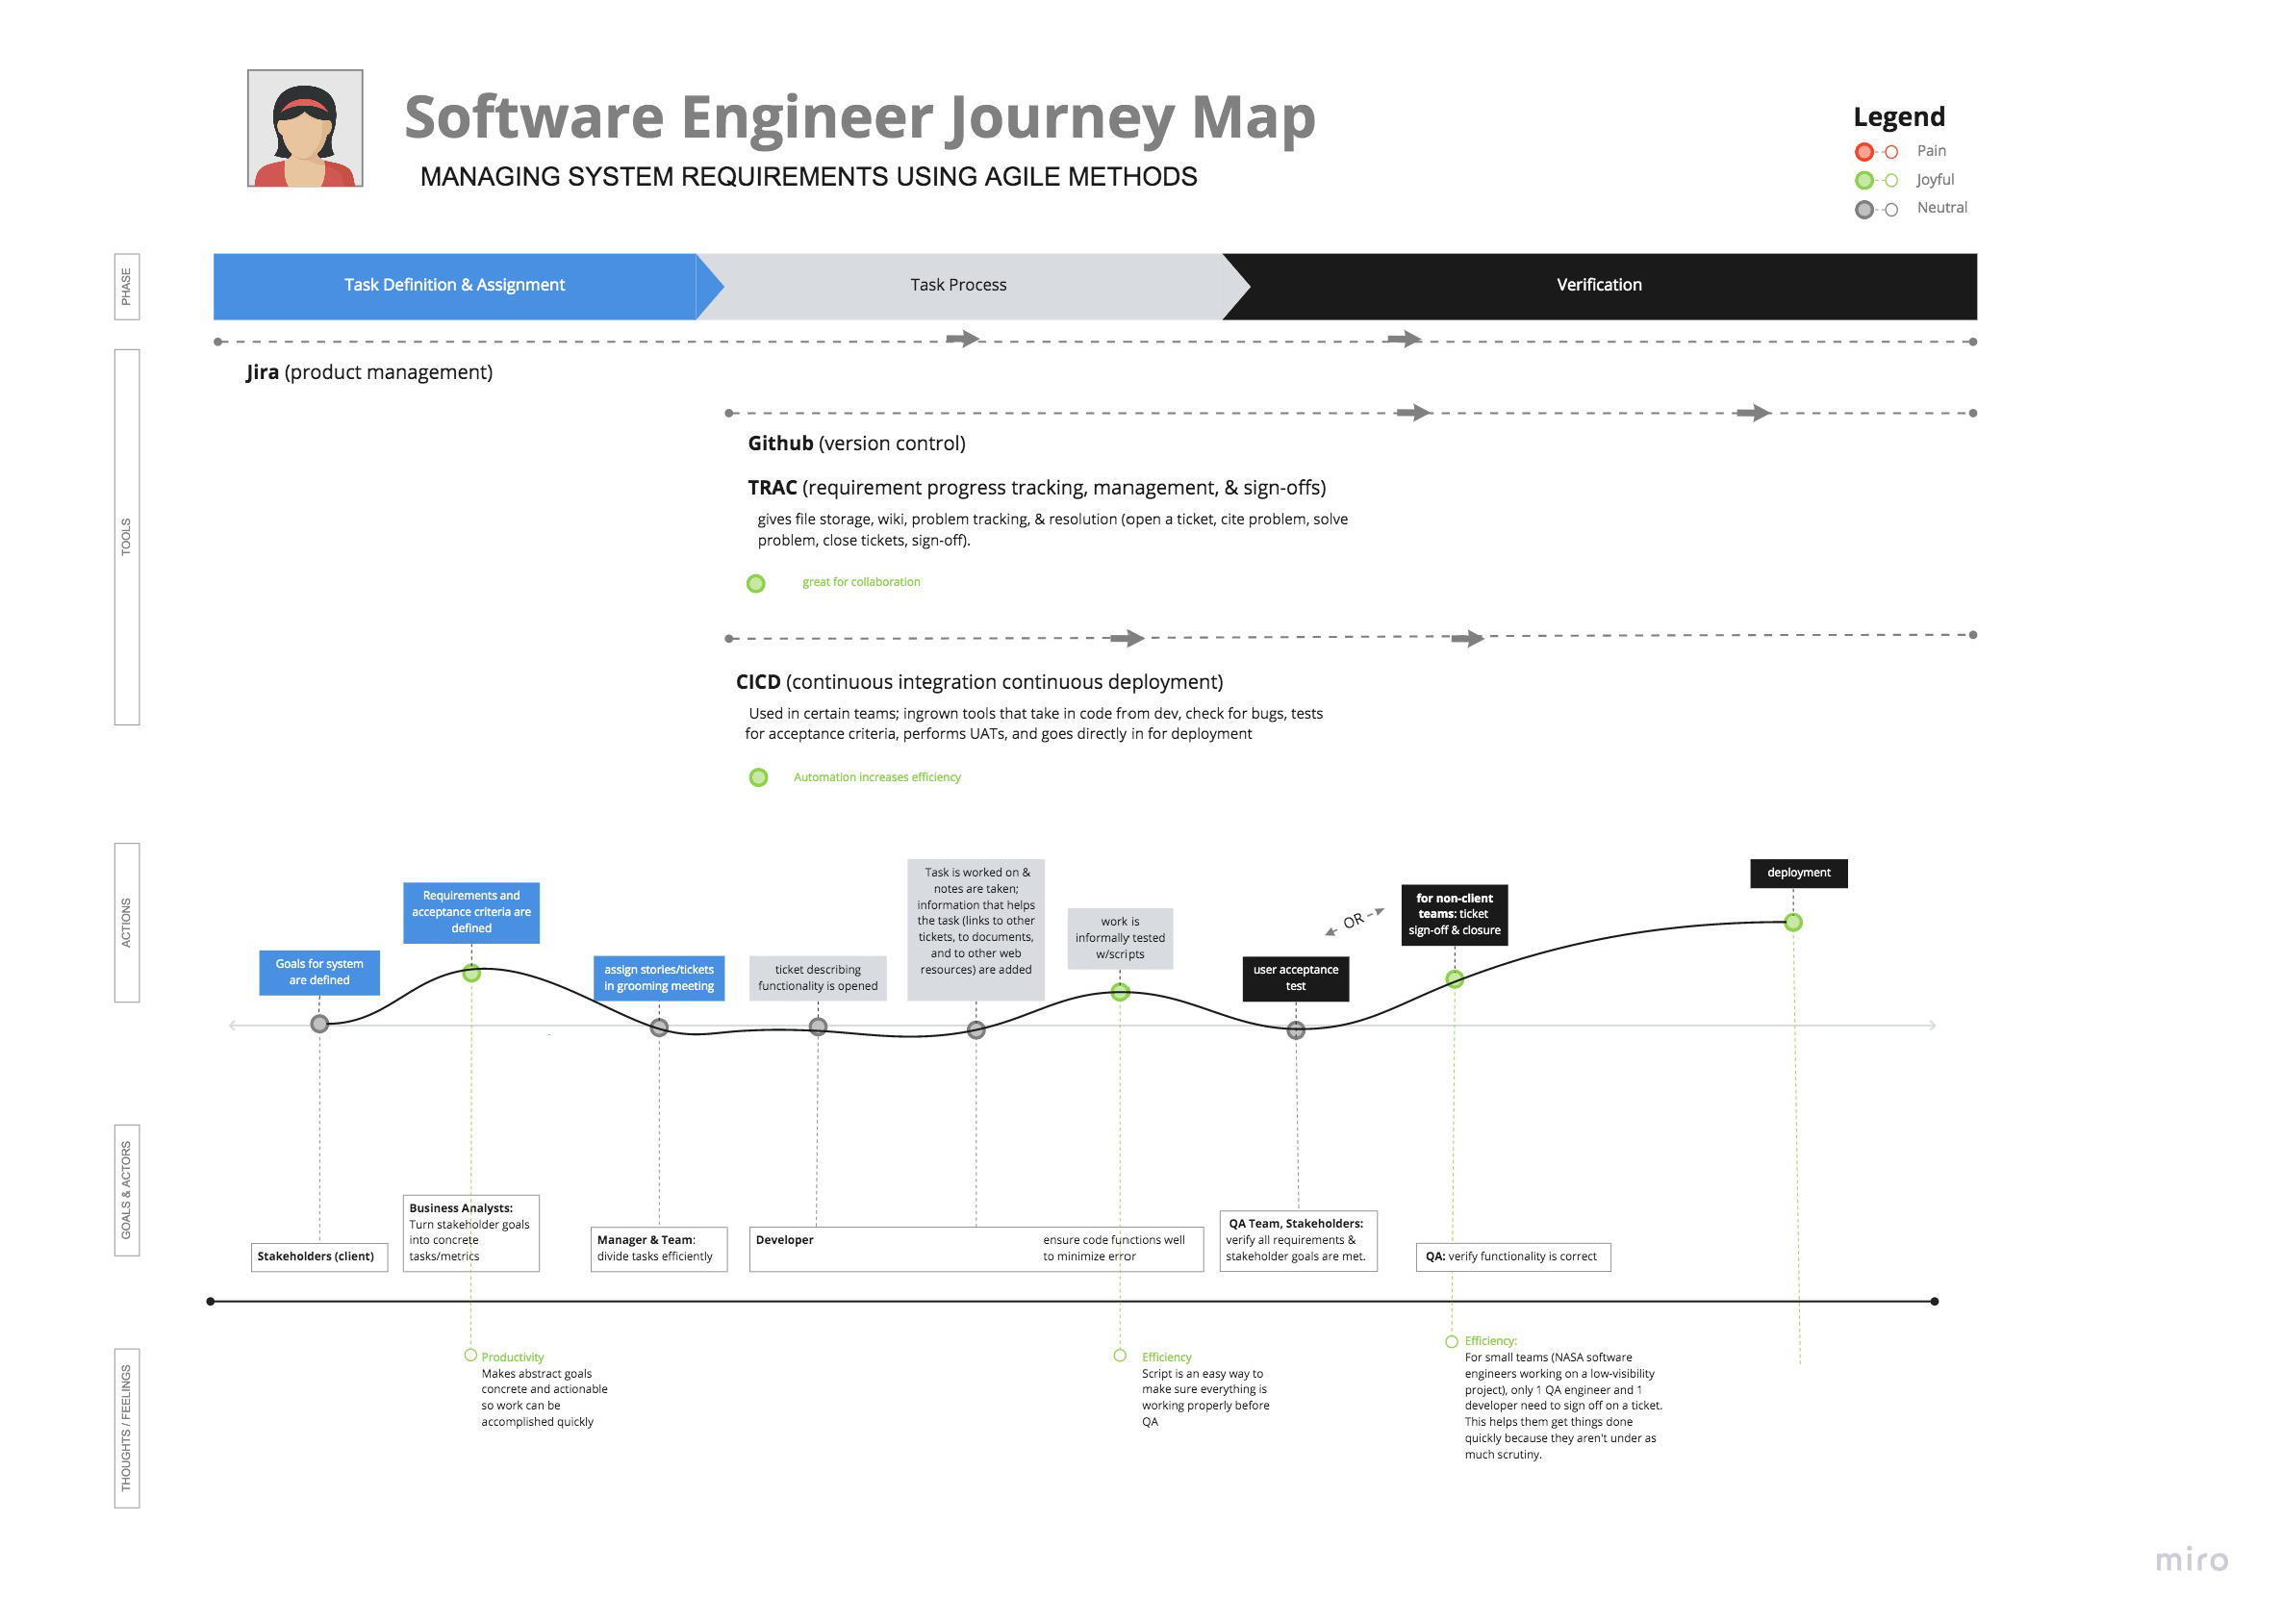 Software Engineer Journey Map
MANAGING SYSTEM REQUIREMENTS USING AGILE METHODS
Legend
Pain
Joyful
Neutral
PHASE
Task Definition & Assignment
Task Process
Verification
TOOLS
Jira (product management)
Github (version control)
TRAC (requirement progress tracking, management, & sign-offs)
gives file storage, wiki, problem tracking, & resolution (open a ticket, cite problem, solve
problem, close tickets, sign-off).
great for collaboration
CICD (continuous integration continuous deployment)
Used in certain teams; ingrown tools that take in code from dev, check for bugs, tests
for acceptance criteria, performs UATs, and goes directly in for deployment
Automation increases efficiency
ACTIONS
Goals for system
are defined
Requirements and
acceptance criteria are
defined
assign stories/tickets
in grooming meeting
ticket describing
functionality is opened
Task is worked on &
notes are taken;
information that helps
the task (links to other
tickets, to documents,
and to other web
resources) are added
work is
informally tested
w/scripts
user acceptance
test
OR
for non-client
teams: ticket
sign-off & closure
deployment
GOALS & ACTORS
Stakeholders (client)
Business Analysts:
Turn stakeholder goals
into concrete
tasks/metrics
Manager & Team:
divide tasks efficiently
Developer
ensure code functions well
to minimize error
QA Team, Stakeholders:
verify all requirements &
stakeholder goals are met.
QA: verify functionality is correct
THOUGHTS / FEELINGS
Productivity
Makes abstract goals
concrete and actionable
so work can be
accomplished quickly
Efficiency
Script is an easy way to
make sure everything is
working properly before
QA
Efficiency:
For small teams (NASA software
engineers working on a low-visibility
project), only 1 QA engineer and 1
developer need to sign off on a ticket.
This helps them get things done
quickly because they aren't under as
much scrutiny.
miro